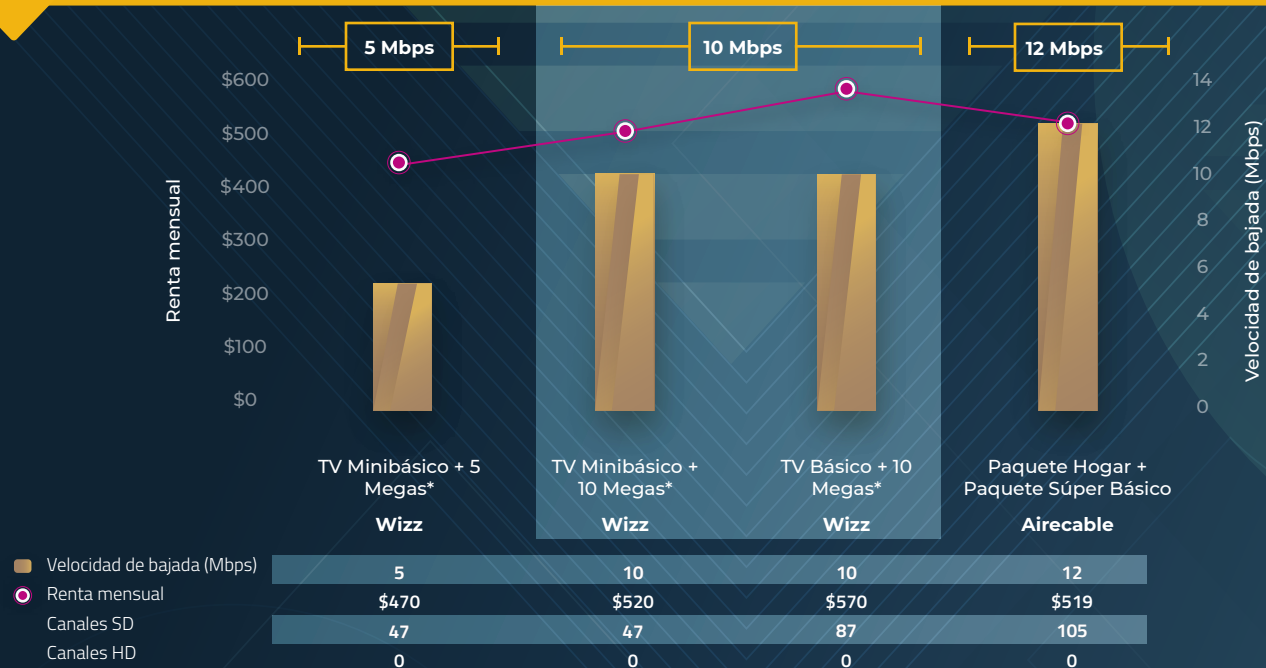 5 Mbps
10 Mbps
12 Mbps
Renta mensual
$600
$500
$400
$300
$200
$100
$0
14
12
10
8
6
4
2
0
Velocidad de bajada (Mbps)
TV Minibásico + 5
Megas*
Wizz
TV Minibásico +
10 Megas*
Wizz
TV Básico + 10
Megas*
Wizz
Paquete Hogar +
Paquete Súper Básico
Airecable
Velocidad de bajada (Mbps) 5 10 10 12
Renta mensual $470 $520 $570 $519
Canales SD 47 47 87 105
Canales HD 0 0 0 0